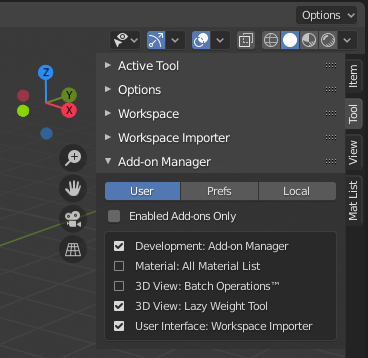 Options
Active Tool
Options
Workspace
Workspace Importer
Add-on Manager
User Prefs Local
Enabled Add-ons Only
Development: Add-on Manager
Material: All Material List
3D View: Batch Operations™
3D View: Lazy Weight Tool
User Interface: Workspace Importer
Item
Tool
View
Mat List
Z
Y
X